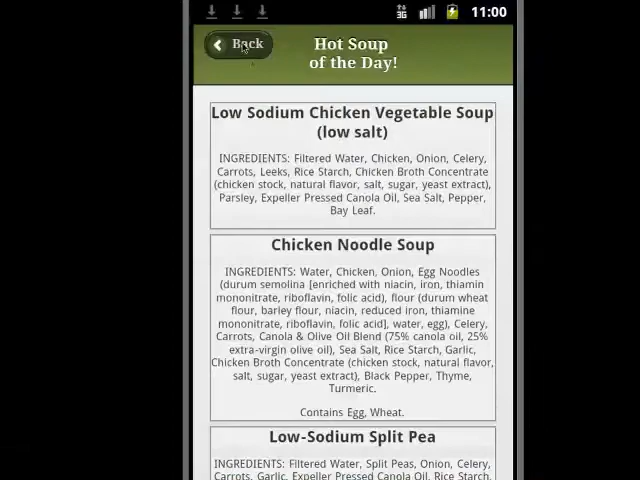 3G 11:00
Back
Hot Soup
of the Day!
Low Sodium Chicken Vegetable Soup
(low salt)
INGREDIENTS: Filtered Water, Chicken, Onion, Celery,
Carrots, Leeks, Rice Starch, Chicken Broth Concentrate
(chicken stock, natural flavor, salt, sugar, yeast extract),
Parsley, Expeller Pressed Canola Oil, Sea Salt, Pepper,
Bay Leaf.
Chicken Noodle Soup
INGREDIENTS: Water, Chicken, Onion, Egg Noodles
(durum semolina [enriched with niacin, iron, thiamin
mononitrate, riboflavin, folic acid), flour (durum wheat
flour, barley flour, niacin, reduced iron, thiamine
mononitrate, riboflavin, folic acid], water, egg), Celery,
Carrots, Canola & Olive Oil Blend (75% canola oil, 25%
extra-virgin olive oil), Sea Salt, Rice Starch, Garlic,
Chicken Broth Concentrate (chicken stock, natural flavor,
salt, sugar, yeast extract), Black Pepper, Thyme,
Turmeric.
Contains Egg, Wheat.
Low-Sodium Split Pea
INGREDIENTS: Filtered Water, Split Peas, Onion, Celery,
Carrots, Garlic, Expeller Pressed Canola Oil, Rice Starch,